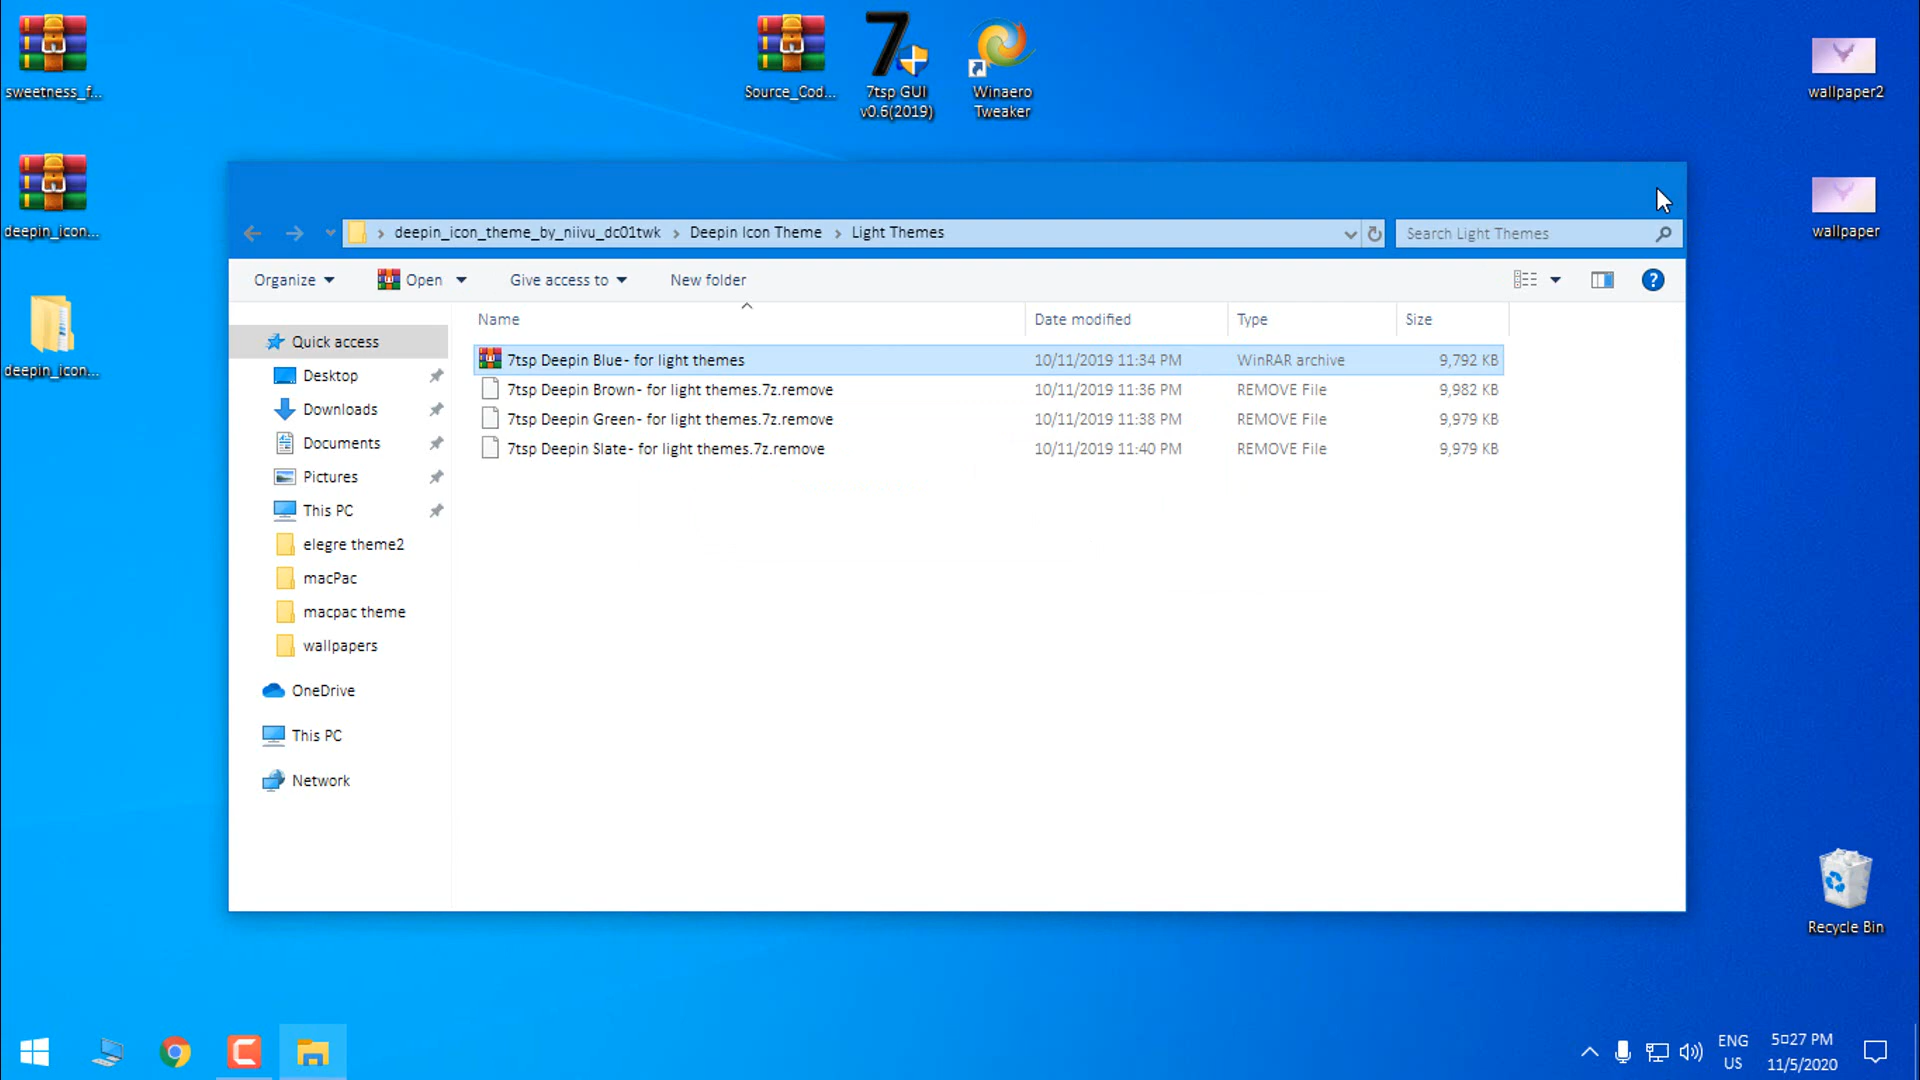 sweetness_f...
Source_Cod...
7
7tsp GUI
v0.6(2019)
Winaero
Tweaker
wallpaper2
deepin_icon...
wallpaper
deepin_icon...
deepin_icon_theme_by_niivu_dc01twk > Deepin Icon Theme > Light Themes
Search Light Themes
Organize
Open
Give access to
New folder
?
Name
Date modified
Type
Size
7tsp Deepin Blue- for light themes 10/11/2019 11:34 PM WinRAR archive 9,792 KB
7tsp Deepin Brown- for light themes.7z.remove 10/11/2019 11:36 PM REMOVE File 9,982 KB
7tsp Deepin Green- for light themes.7z.remove 10/11/2019 11:38 PM REMOVE File 9,979 KB
7tsp Deepin Slate- for light themes.7z.remove 10/11/2019 11:40 PM REMOVE File 9,979 KB
Quick access
Desktop
Downloads
Documents
Pictures
This PC
elegre theme2
macPac
macpac theme
wallpapers
OneDrive
This PC
Network
Recycle Bin
ENG
US
5□27 PM
11/5/2020